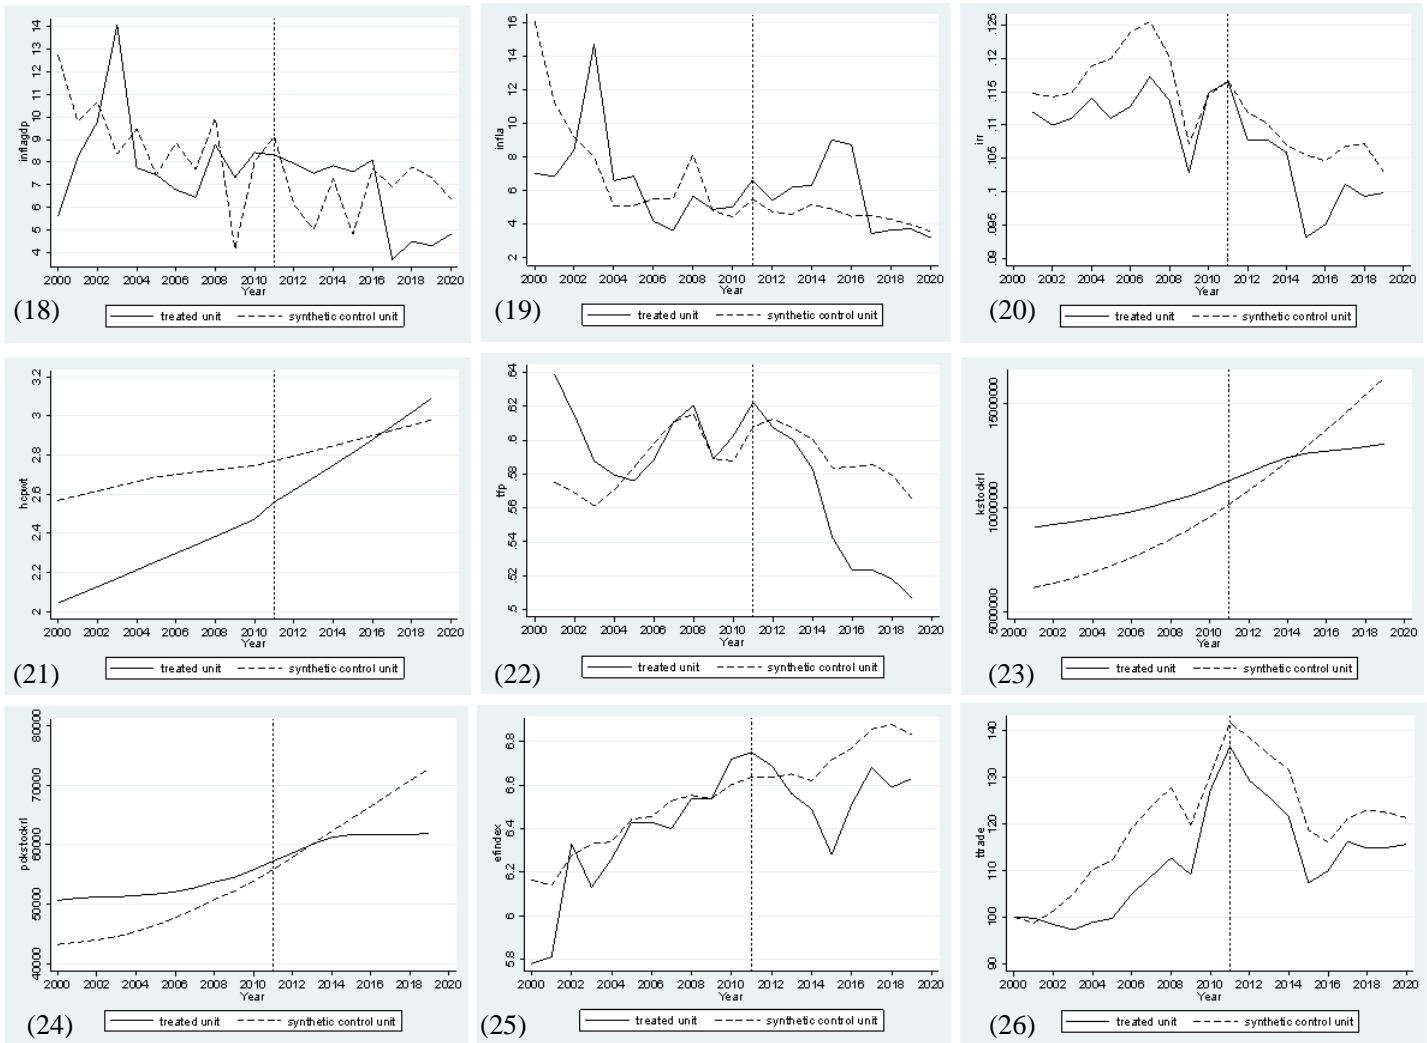 14
13
12
11
10
9
8
7
6
5
4
inflagdp
2000 2002 2004 2006 2008 2010 2012 2014 2016 2018 2020
Year
(18)
treated unit synthetic control unit
16
14
12
10
8
6
4
2
infla
2000 2002 2004 2006 2008 2010 2012 2014 2016 2018 2020
Year
(19)
treated unit synthetic control unit
.125
.12
.115
.11
.105
.1
.095
.09
irr
2000 2002 2004 2006 2008 2010 2012 2014 2016 2018 2020
Year
(20)
treated unit synthetic control unit
3.2
3
2.8
2.6
2.4
2.2
2
hcpwt
2000 2002 2004 2006 2008 2010 2012 2014 2016 2018 2020
Year
(21)
treated unit synthetic control unit
.64
.62
.6
.58
.56
.54
.52
.5
tfp
2000 2002 2004 2006 2008 2010 2012 2014 2016 2018 2020
Year
(22)
treated unit synthetic control unit
1500000
1000000
500000
kstockrl
2000 2002 2004 2006 2008 2010 2012 2014 2016 2018 2020
Year
(23)
treated unit synthetic control unit
80000
70000
60000
50000
40000
pckstockrl
2000 2002 2004 2006 2008 2010 2012 2014 2016 2018 2020
Year
(24)
treated unit synthetic control unit
6.8
6.6
6.4
6.2
6
5.8
efindex
2000 2002 2004 2006 2008 2010 2012 2014 2016 2018 2020
Year
(25)
treated unit synthetic control unit
140
130
120
110
100
90
ttrade
2000 2002 2004 2006 2008 2010 2012 2014 2016 2018 2020
Year
(26)
treated unit synthetic control unit